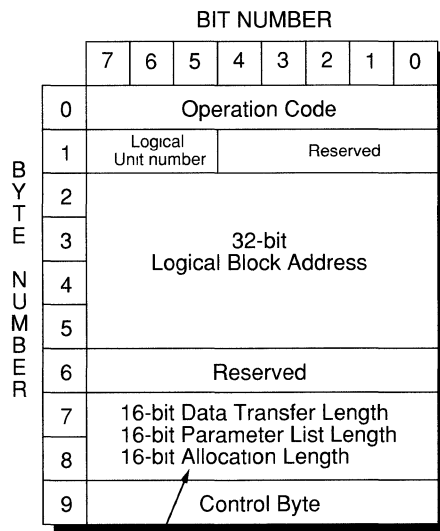 BIT NUMBER
7 6 5 4 3 2 1 0
BYTE NUMBER
0 Operation Code
1 Logical Unit number Reserved
2
3 32-bit
4 Logical Block Address
5
6 Reserved
7 16-bit Data Transfer Length
16-bit Parameter List Length
8 16-bit Allocation Length
9 Control Byte